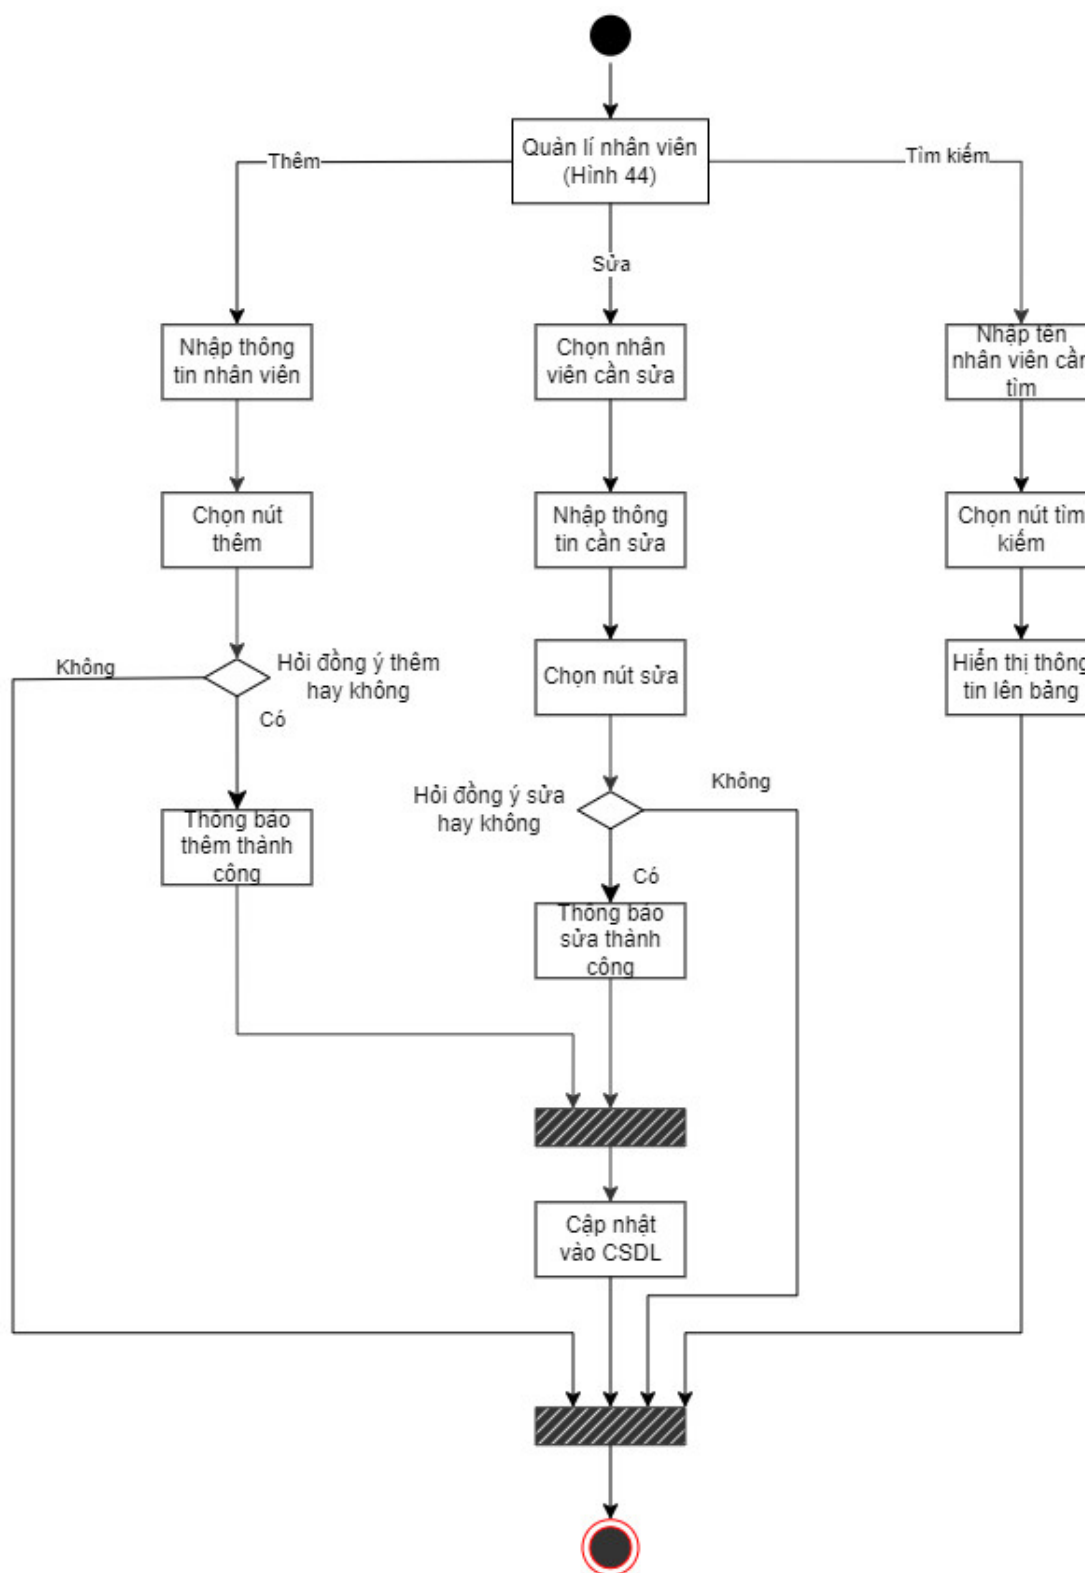 Quản lí nhân viên
(Hình 44)
Thêm
Tìm kiếm
Sửa
Nhập thông
tin nhân viên
Chọn nhân
viên cần sửa
Nhập tên
nhân viên cần
tìm
Chọn nút
thêm
Nhập thông
tin cần sửa
Chọn nút tìm
kiếm
Không
Hỏi đồng ý thêm
hay không
Chọn nút sửa
Hiển thị thông
tin lên bảng
Có
Hỏi đồng ý sửa
hay không
Không
Thông báo
thêm thành
công
Có
Thông báo
sửa thành
công
Cập nhật
vào CSDL